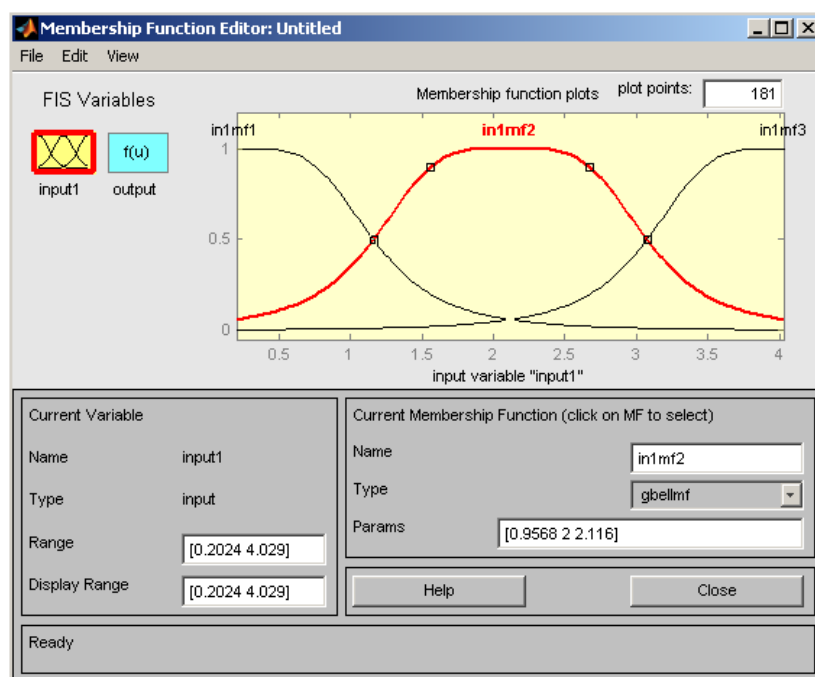 Membership Function Editor: Untitled
File Edit View
FIS Variables
f(u)
input1 output
Membership function plots plot points: 181
in1mf1 in1mf2 in1mf3
1
0.5
0
0.5 1 1.5 2 2.5 3 3.5 4
input variable "input1"
Current Variable
Name input1
Type input
Range [0.2024 4.029]
Display Range [0.2024 4.029]
Current Membership Function (click on MF to select)
Name in1mf2
Type gbellmf
Params [0.9568 2 2.116]
Help Close
Ready